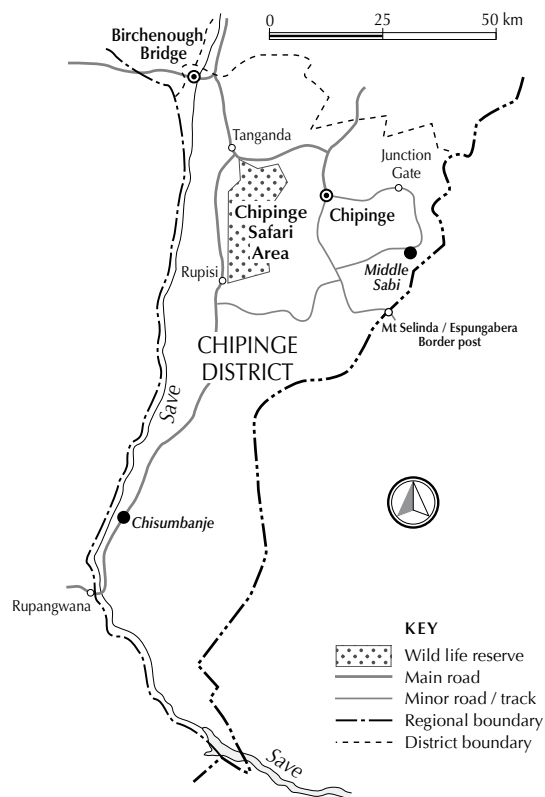 0 25 50 km
Birchenough
Bridge
Tanganda
Junction
Gate
Chipinge
Safari
Area
Chipinge
Middle
Sabi
Rupisi
Mt Selinda / Espungabera
Border post
CHIPINGE
DISTRICT
Save
Chisumbanje
Rupangwana
KEY
Wild life reserve
Main road
Minor road / track
Regional boundary
District boundary
Save